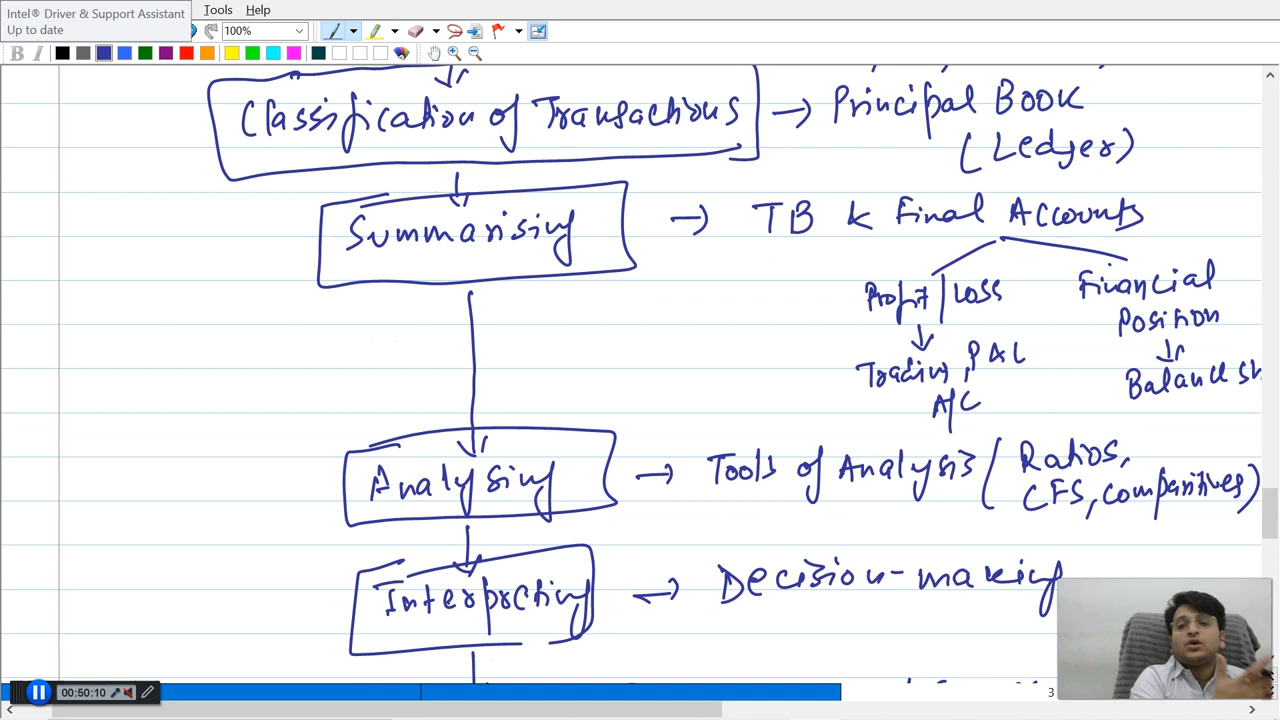 Intel® Driver & Support Assistant
Up to date
Tools Help
100%
B I
Classification of Transactions → Principal Book
(Ledger)
Summarising → TB & Final Accounts
Profit | Loss
Financial
Position
Trading, P&L
A/C
Balance Sh
Analysing → Tools of Analysis (Ratios,
CFS, comparitives)
Interpreting → Decision-making
00:50:10
3